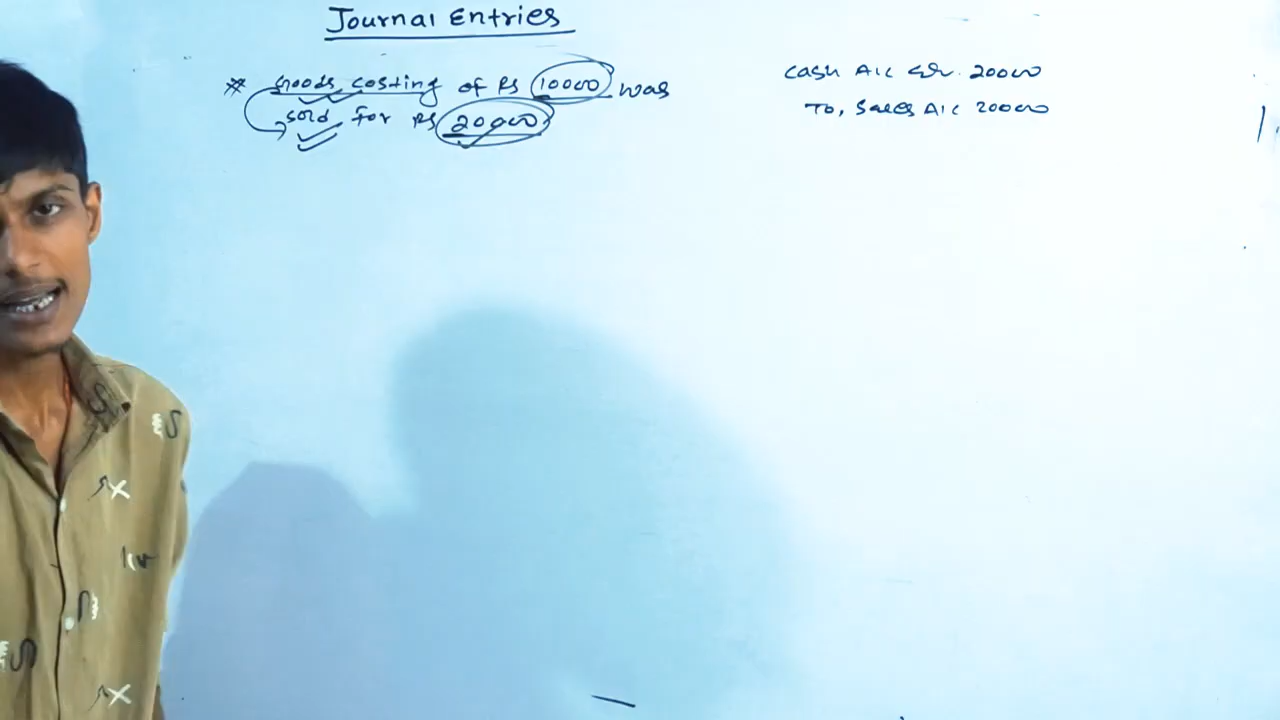 Journal Entries
* Goods costing of Rs 10000 was
sold for Rs 20000
Cash A/c Dr. 20000
To, Sales A/c 20000